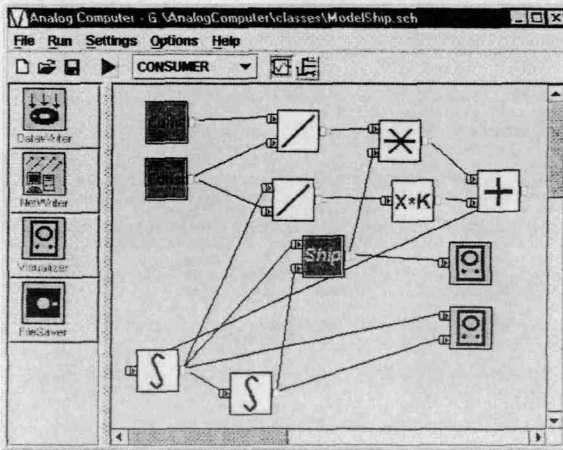 Analog Computer - G:\AnalogComputer\classes\ModelShip.sch
File Run Settings Options Help
CONSUMER
DataWriter
NetWriter
Visualizer
FileSaver
X*K
Ship